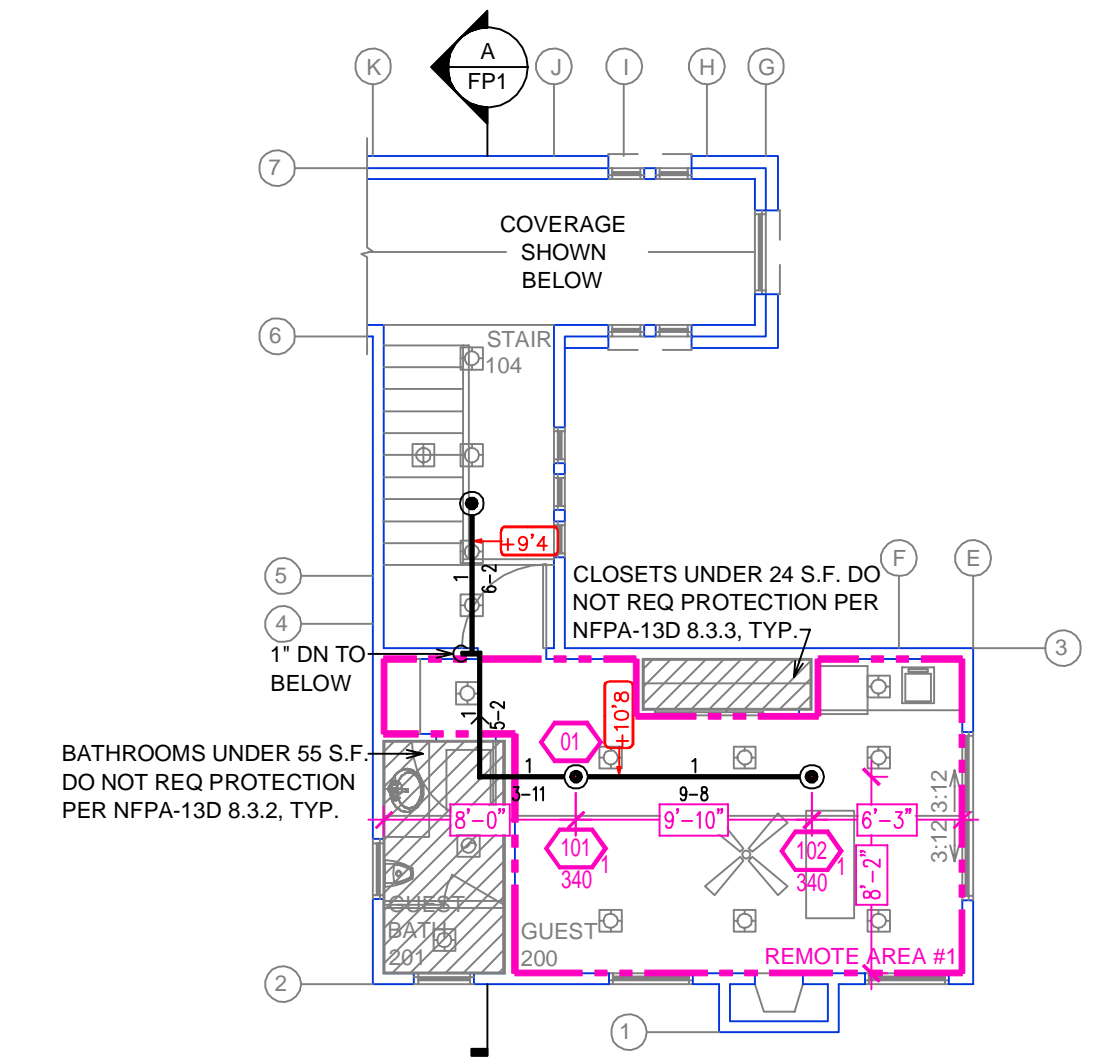 A
FP1
K
J
I
H
G
7
COVERAGE
SHOWN
BELOW
6
STAIR
104
+9'4
1
6-2
5
4
CLOSETS UNDER 24 S.F. DO
NOT REQ PROTECTION PER
NFPA-13D 8.3.3, TYP.
F
E
3
1" DN TO
BELOW
1
5-2
+10'8
01
BATHROOMS UNDER 55 S.F.
DO NOT REQ PROTECTION
PER NFPA-13D 8.3.2, TYP.
1
3-11
1
9-8
8'-0"
9'-10"
6'-3"
3:12
3:12
101
1
340
102
1
340
8'-2"
S
GUEST
BATH
201
GUEST
200
REMOTE AREA #1
2
1